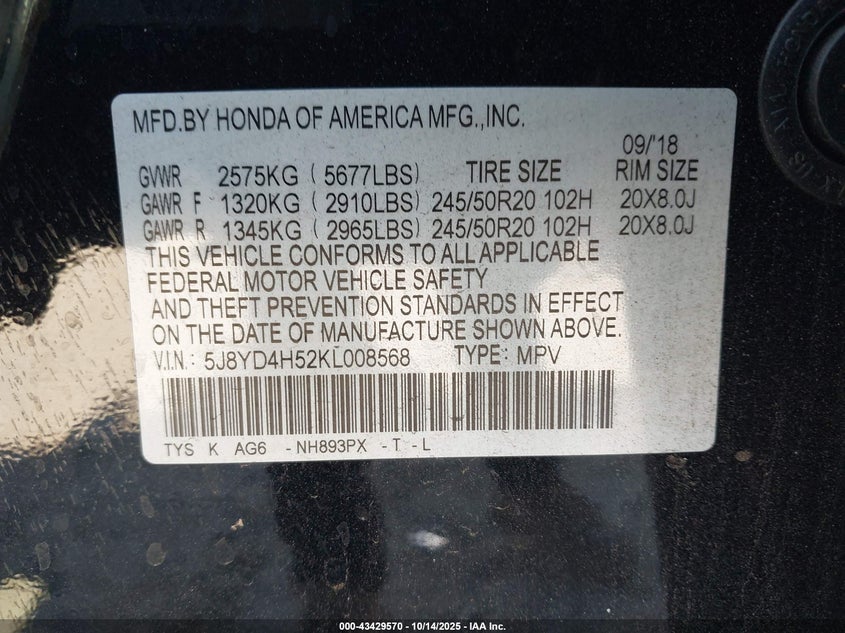 MFD.BY HONDA OF AMERICA MFG.,INC.
09/'18
GVWR 2575KG (5677LBS) TIRE SIZE RIM SIZE
GAWR F 1320KG (2910LBS) 245/50R20 102H 20X8.0J
GAWR R 1345KG (2965LBS) 245/50R20 102H 20X8.0J
THIS VEHICLE CONFORMS TO ALL APPLICABLE
FEDERAL MOTOR VEHICLE SAFETY
AND THEFT PREVENTION STANDARDS IN EFFECT
ON THE DATE OF MANUFACTURE SHOWN ABOVE.
V.I.N.: 5J8YD4H52KL008568 TYPE: MPV
TYS K AG6 -NH893PX -T -L
000-43429570 - 10/14/2025 - IAA Inc.